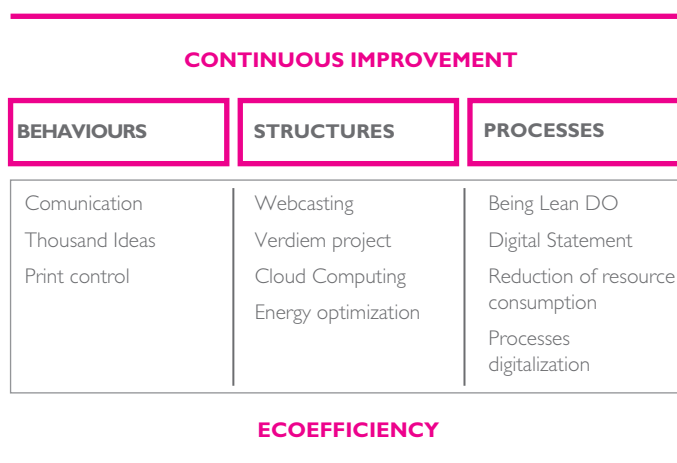 CONTINUOUS IMPROVEMENT
BEHAVIOURS
STRUCTURES
PROCESSES
Comunication
Thousand Ideas
Print control
Webcasting
Verdiem project
Cloud Computing
Energy optimization
Being Lean DO
Digital Statement
Reduction of resource
consumption
Processes
digitalization
ECOEFFICIENCY